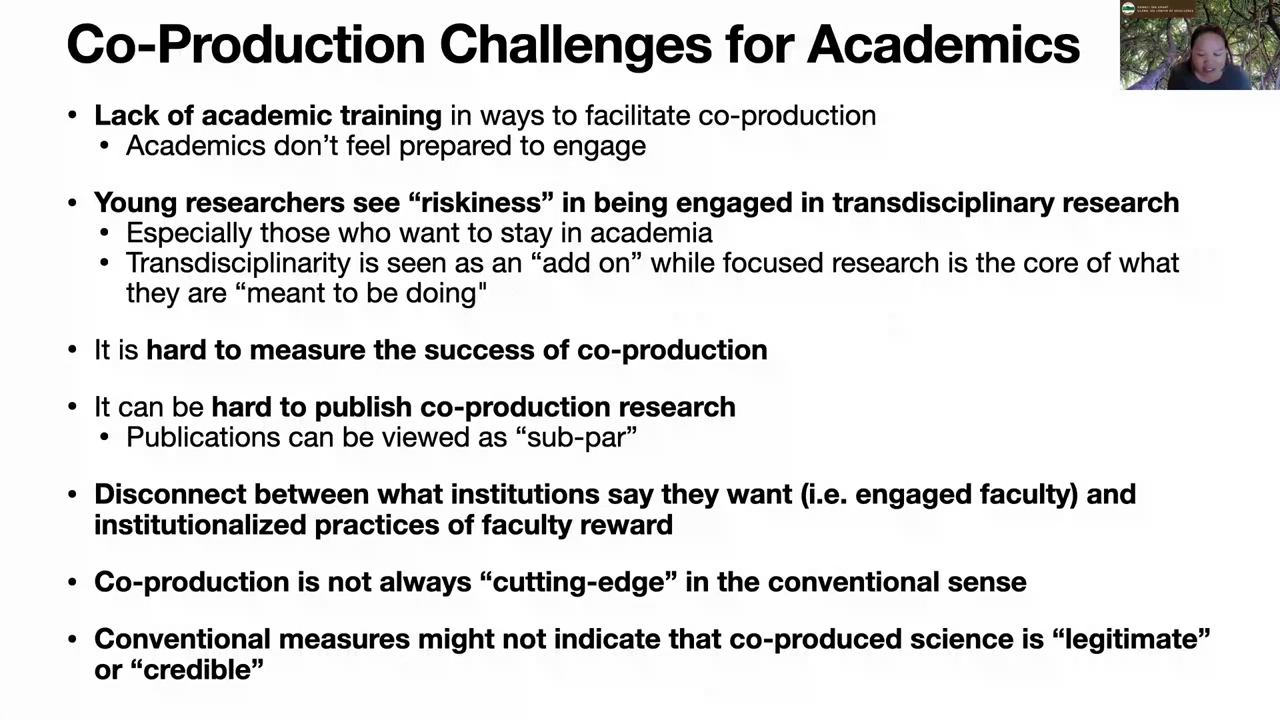 Co-Production Challenges for Academics
• Lack of academic training in ways to facilitate co-production
• Academics don’t feel prepared to engage
• Young researchers see “riskiness” in being engaged in transdisciplinary research
• Especially those who want to stay in academia
• Transdisciplinarity is seen as an “add on” while focused research is the core of what
they are “meant to be doing"
• It is hard to measure the success of co-production
• It can be hard to publish co-production research
• Publications can be viewed as “sub-par”
• Disconnect between what institutions say they want (i.e. engaged faculty) and
institutionalized practices of faculty reward
• Co-production is not always “cutting-edge” in the conventional sense
• Conventional measures might not indicate that co-produced science is “legitimate”
or “credible”